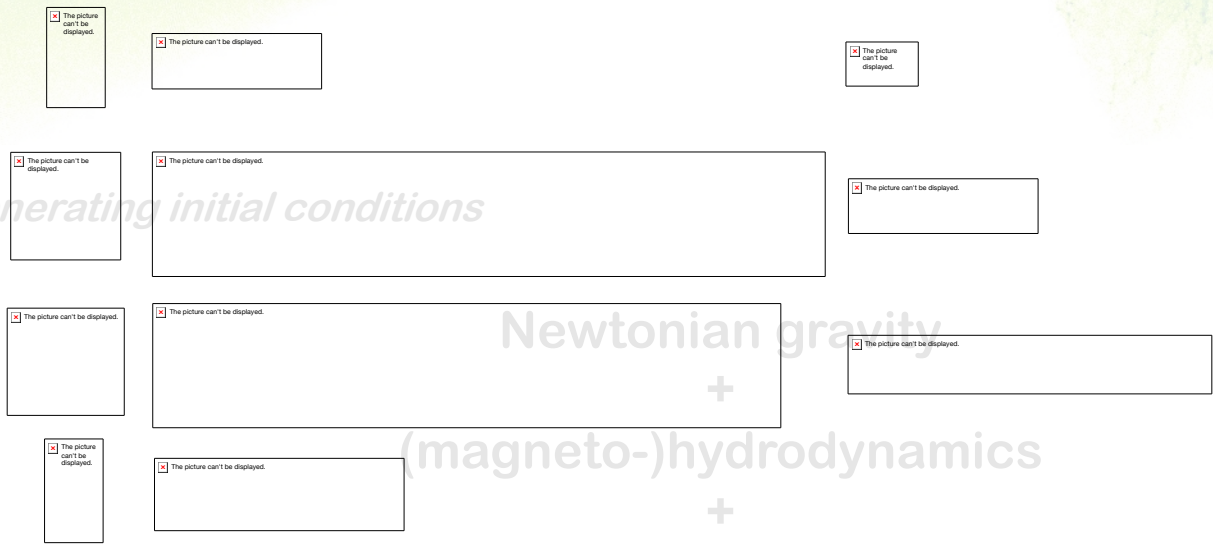 The picture
can't be
displayed.
The picture can't be displayed.
The picture
can't be
displayed.
The picture can't be
displayed.
The picture can't be displayed.
The picture can't be displayed.
nerating initial conditions
The picture can't be displayed.
The picture can't be displayed.
Newtonian gravity
The picture can't be displayed.
+
(magneto-)hydrodynamics
+
The picture
can't be
displayed.
The picture can't be displayed.